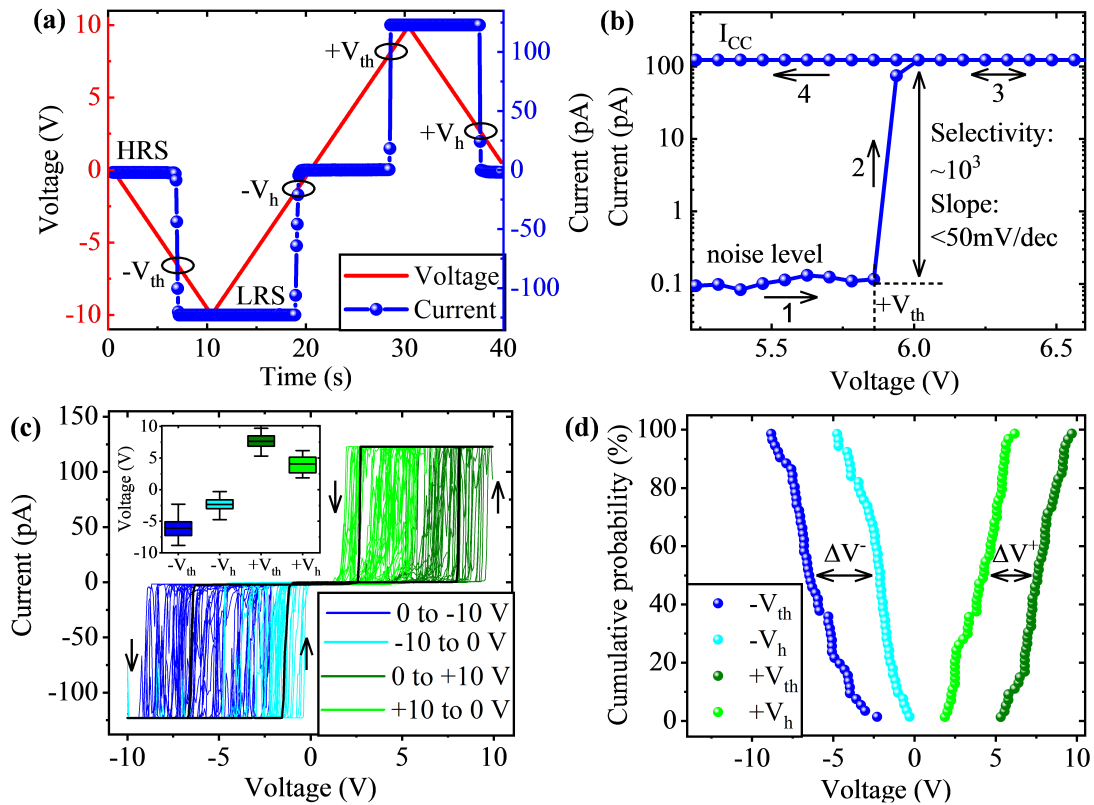 (a)
10
5
0
-5
-10
Voltage (V)
HRS
LRS
+Vth
+Vh
-Vh
-Vth
100
50
0
-50
-100
Current (pA)
Voltage
Current
0 10 20 30 40
Time (s)
(b)
ICC
100
10
1
0.1
Current (pA)
4
3
2
1
Selectivity:
~10³
Slope:
<50mV/dec
noise level
+Vth
5.5 6.0 6.5
Voltage (V)
(c)
150
100
50
0
-50
-100
Current (pA)
10
5
0
-5
-10
Voltage (V)
-Vth -Vh +Vth +Vh
0 to -10 V
-10 to 0 V
0 to +10 V
+10 to 0 V
-10 -5 0 5 10
Voltage (V)
(d)
100
80
60
40
20
0
Cumulative probability (%)
ΔV⁻
ΔV⁺
-Vth
-Vh
+Vth
+Vh
-10 -5 0 5 10
Voltage (V)